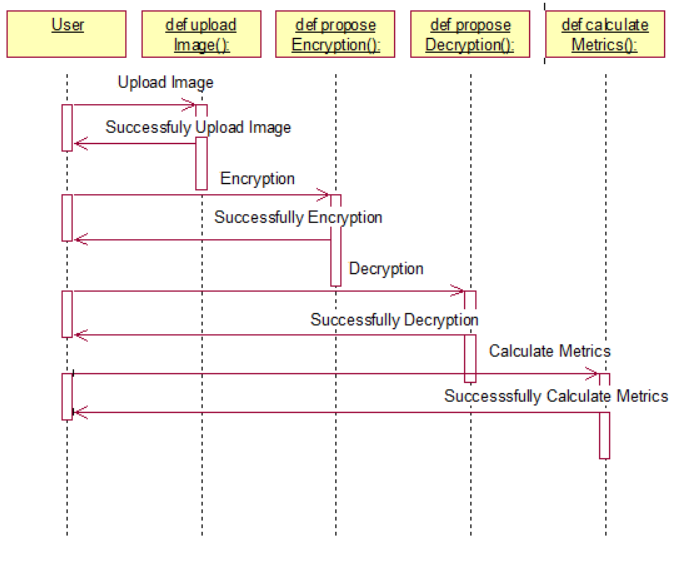 User
def upload
Image():
def propose
Encryption():
def propose
Decryption():
def calculate
Metrics():
Upload Image
Successfuly Upload Image
Encryption
Successfully Encryption
Decryption
Successfully Decryption
Calculate Metrics
Successsfully Calculate Metrics